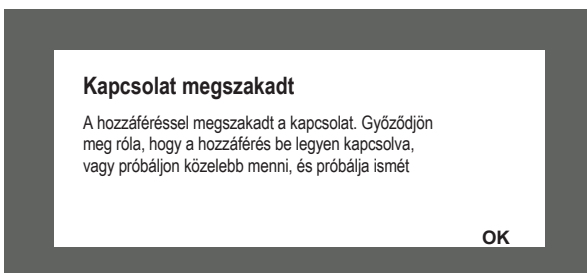 Kapcsolat megszakadt
A hozzáféréssel megszakadt a kapcsolat. Győződjön
meg róla, hogy a hozzáférés be legyen kapcsolva,
vagy próbáljon közelebb menni, és próbálja ismét
OK